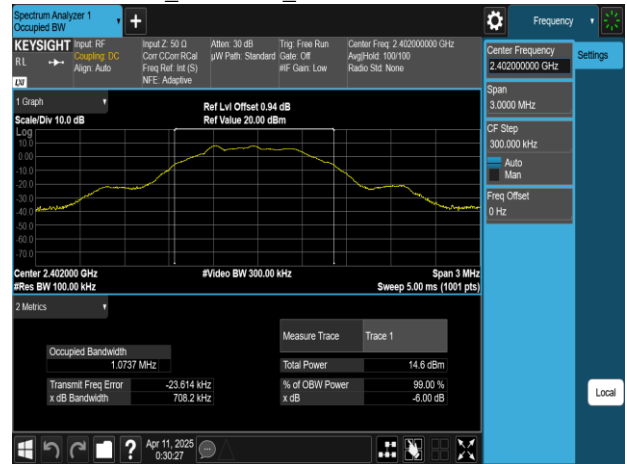 Spectrum Analyzer 1
Occupied BW
Frequency
KEYSIGHT
RL
LXI
Input: RF
Coupling: DC
Align: Auto
Input Z: 50 Ω
Corr CCorr RCal
Freq Ref: Int (S)
NFE: Adaptive
Atten: 30 dB
µW Path: Standard
Trig: Free Run
Gate: Off
#IF Gain: Low
Center Freq: 2.402000000 GHz
Avg|Hold: 100/100
Radio Std: None
1 Graph
Scale/Div 10.0 dB
Ref Lvl Offset 0.94 dB
Ref Value 20.00 dBm
Log
10.0
0.00
-10.0
-20.0
-30.0
-40.0
-50.0
-60.0
-70.0
Center 2.402000 GHz
#Res BW 100.00 kHz
#Video BW 300.00 kHz
Span 3 MHz
Sweep 5.00 ms (1001 pts)
2 Metrics
Measure Trace Trace 1
Occupied Bandwidth
1.0737 MHz
Total Power 14.6 dBm
Transmit Freq Error -23.614 kHz
% of OBW Power 99.00 %
x dB Bandwidth 708.2 kHz
x dB -6.00 dB
Center Frequency
2.402000000 GHz
Settings
Span
3.0000 MHz
CF Step
300.000 kHz
Auto
Man
Freq Offset
0 Hz
Local
?
Apr 11, 2025
0:30:27